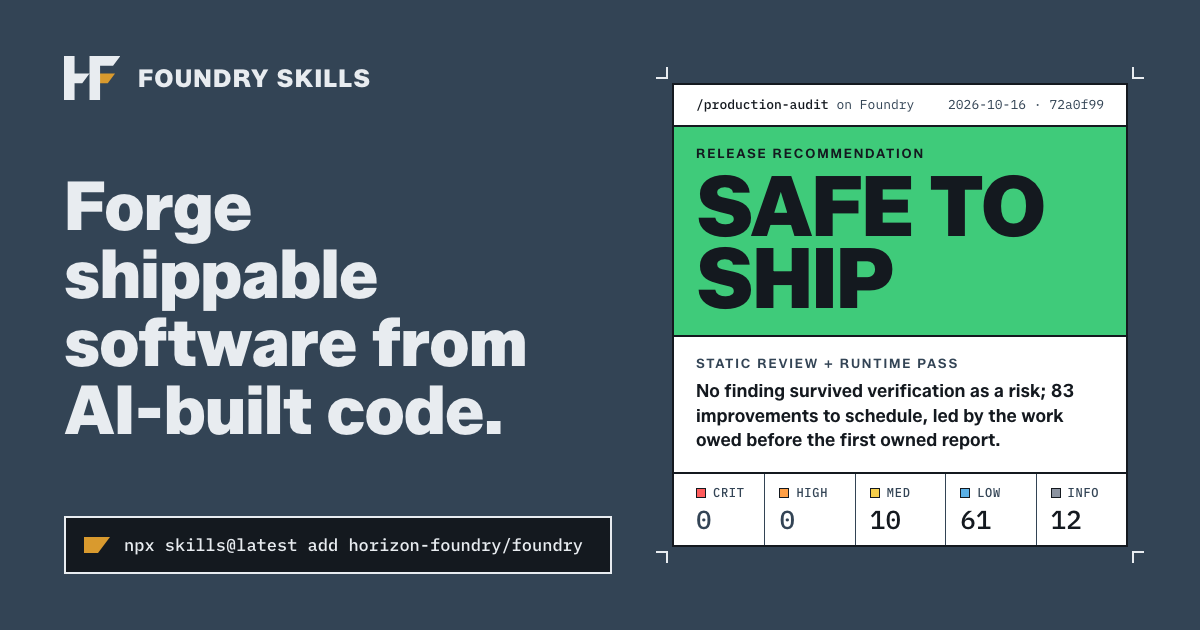 HF FOUNDRY SKILLS
Forge
shippable
software from
AI-built code.
npx skills@latest add horizon-foundry/foundry
/production-audit on Foundry 2026-10-16 · 72a0f99
RELEASE RECOMMENDATION
SAFE TO
SHIP
STATIC REVIEW + RUNTIME PASS
No finding survived verification as a risk; 83
improvements to schedule, led by the work
owed before the first owned report.
CRIT HIGH MED LOW INFO
0 0 10 61 12